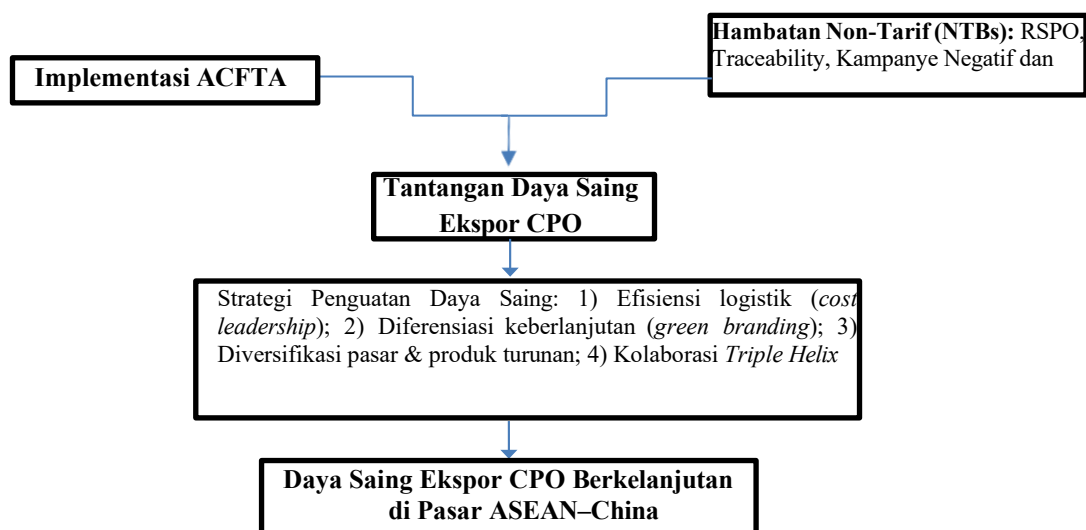 Hambatan Non-Tarif (NTBs): RSPO,
Traceability, Kampanye Negatif dan
Implementasi ACFTA
Tantangan Daya Saing
Ekspor CPO
Strategi Penguatan Daya Saing: 1) Efisiensi logistik (cost
leadership); 2) Diferensiasi keberlanjutan (green branding); 3)
Diversifikasi pasar & produk turunan; 4) Kolaborasi Triple Helix
Daya Saing Ekspor CPO Berkelanjutan
di Pasar ASEAN–China